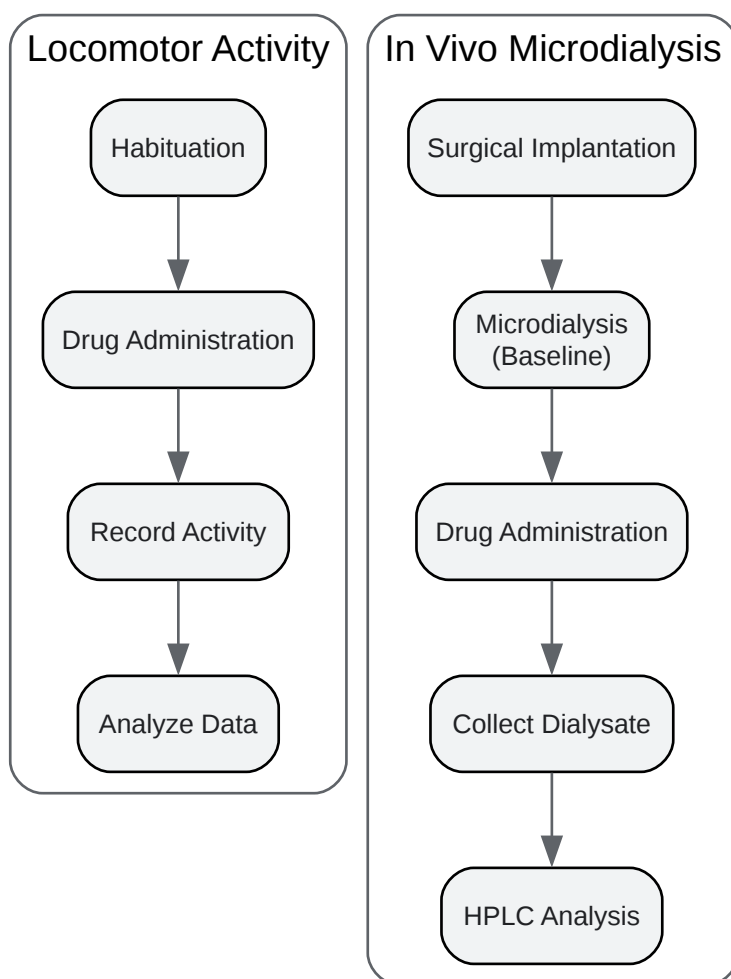 Locomotor Activity
Habituation
Drug Administration
Record Activity
Analyze Data
In Vivo Microdialysis
Surgical Implantation
Microdialysis
(Baseline)
Drug Administration
Collect Dialysate
HPLC Analysis